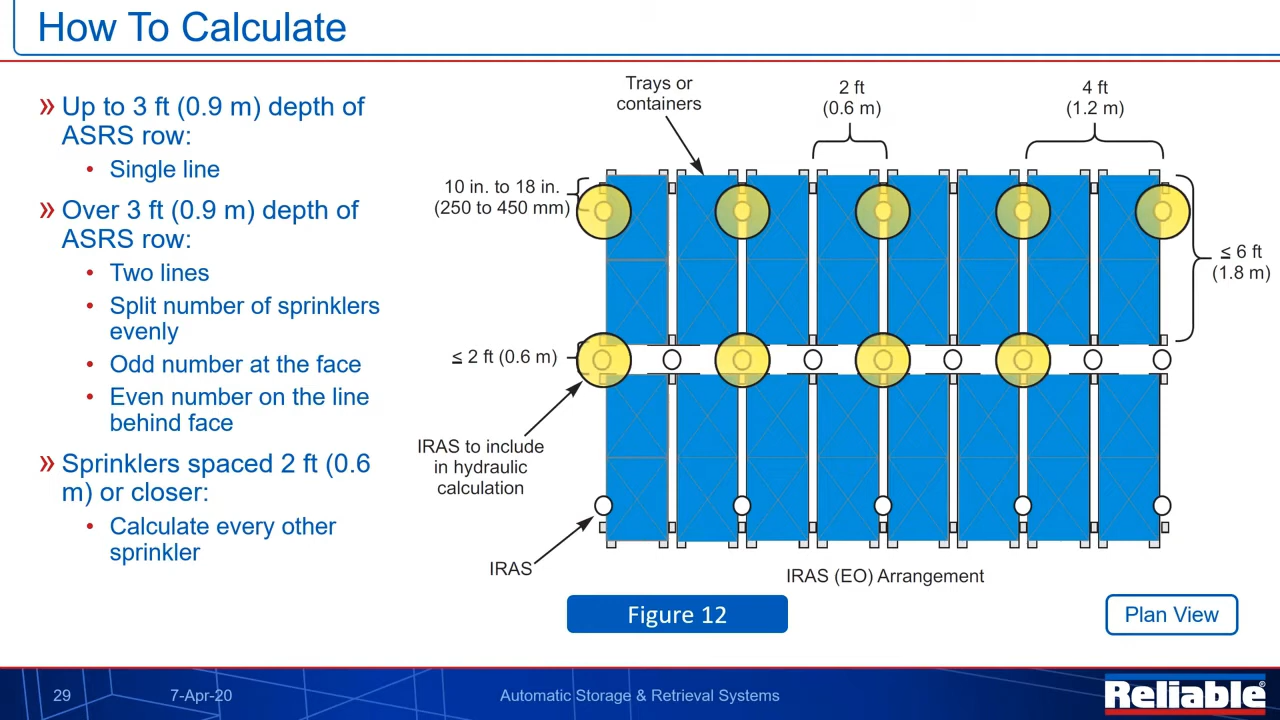 How To Calculate
» Up to 3 ft (0.9 m) depth of
ASRS row:
• Single line
» Over 3 ft (0.9 m) depth of
ASRS row:
• Two lines
• Split number of sprinklers
evenly
• Odd number at the face
• Even number on the line
behind face
» Sprinklers spaced 2 ft (0.6
m) or closer:
• Calculate every other
sprinkler
Trays or
containers
2 ft
(0.6 m)
4 ft
(1.2 m)
10 in. to 18 in.
(250 to 450 mm)
≤ 6 ft
(1.8 m)
≤ 2 ft (0.6 m)
IRAS to include
in hydraulic
calculation
IRAS
IRAS (EO) Arrangement
Figure 12
Plan View
29
7-Apr-20
Automatic Storage & Retrieval Systems
Reliable®